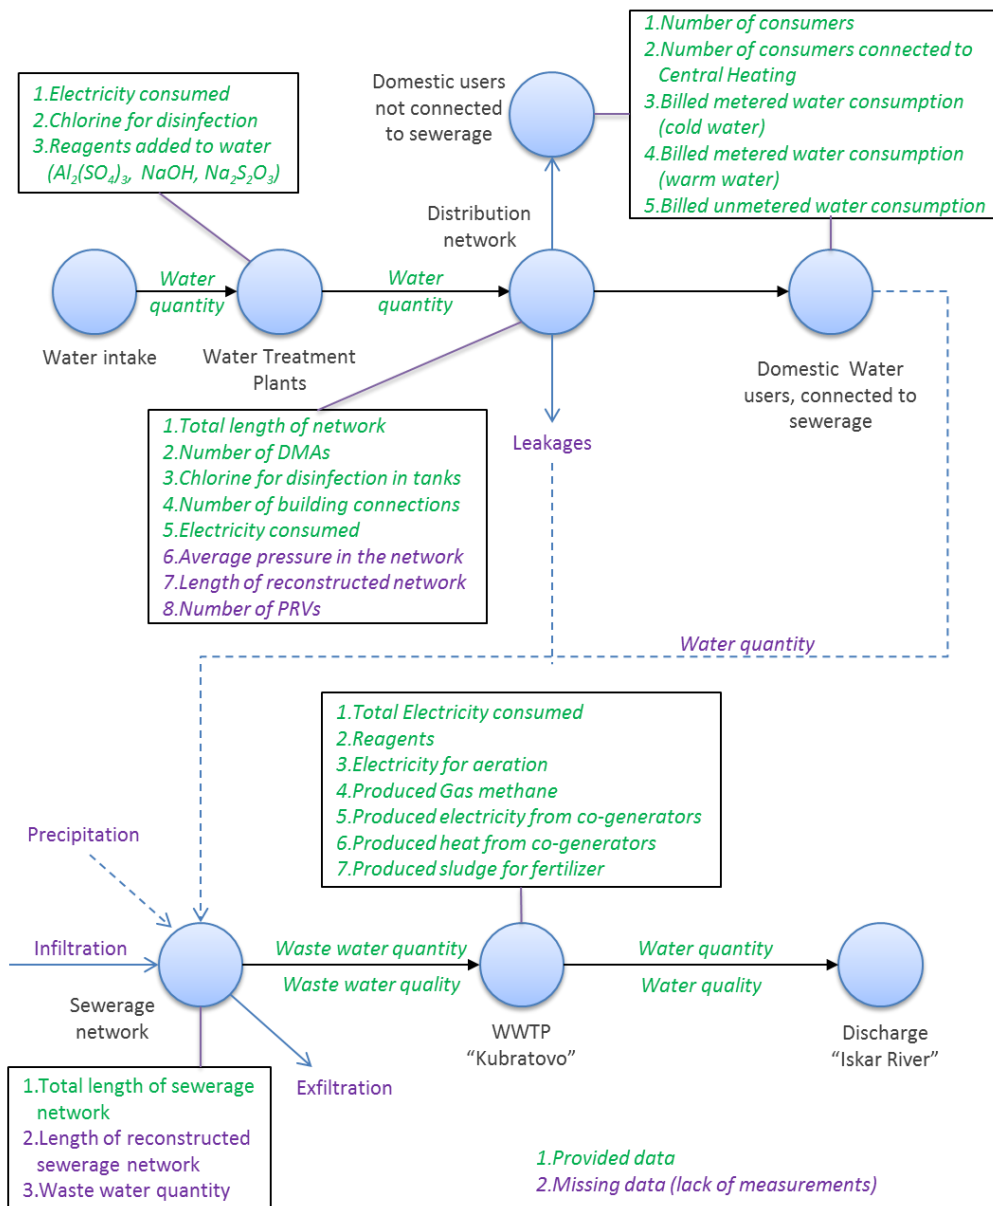 1.Electricity consumed
2.Chlorine for disinfection
3.Reagents added to water
(Al₂(SO₄)₃, NaOH, Na₂S₂O₃)
Domestic users
not connected
to sewerage
1.Number of consumers
2.Number of consumers connected to
Central Heating
3.Billed metered water consumption
(cold water)
4.Billed metered water consumption
(warm water)
5.Billed unmetered water consumption
Distribution
network
Water
quantity
Water
quantity
Water intake
Water Treatment
Plants
Domestic Water
users, connected to
sewerage
1.Total length of network
2.Number of DMAs
3.Chlorine for disinfection in tanks
4.Number of building connections
5.Electricity consumed
6.Average pressure in the network
7.Length of reconstructed network
8.Number of PRVs
Leakages
Water quantity
1.Total Electricity consumed
2.Reagents
3.Electricity for aeration
4.Produced Gas methane
5.Produced electricity from co-generators
6.Produced heat from co-generators
7.Produced sludge for fertilizer
Precipitation
Infiltration
Waste water quantity
Waste water quality
Water quantity
Water quality
Sewerage
network
WWTP
“Kubratovo”
Discharge
“Iskar River”
Exfiltration
1.Total length of sewerage
network
2.Length of reconstructed
sewerage network
3.Waste water quantity
1.Provided data
2.Missing data (lack of measurements)